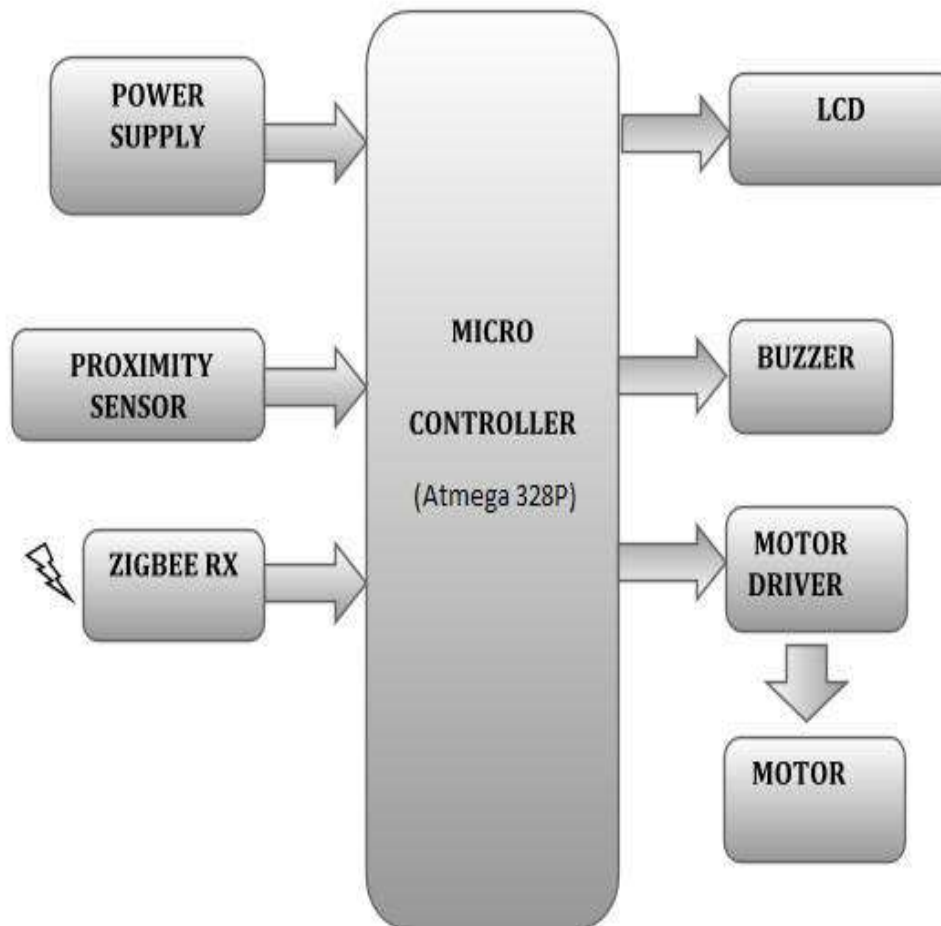 POWER
SUPPLY
LCD
PROXIMITY
SENSOR
MICRO
CONTROLLER
(Atmega 328P)
BUZZER
ZIGBEE RX
MOTOR
DRIVER
MOTOR